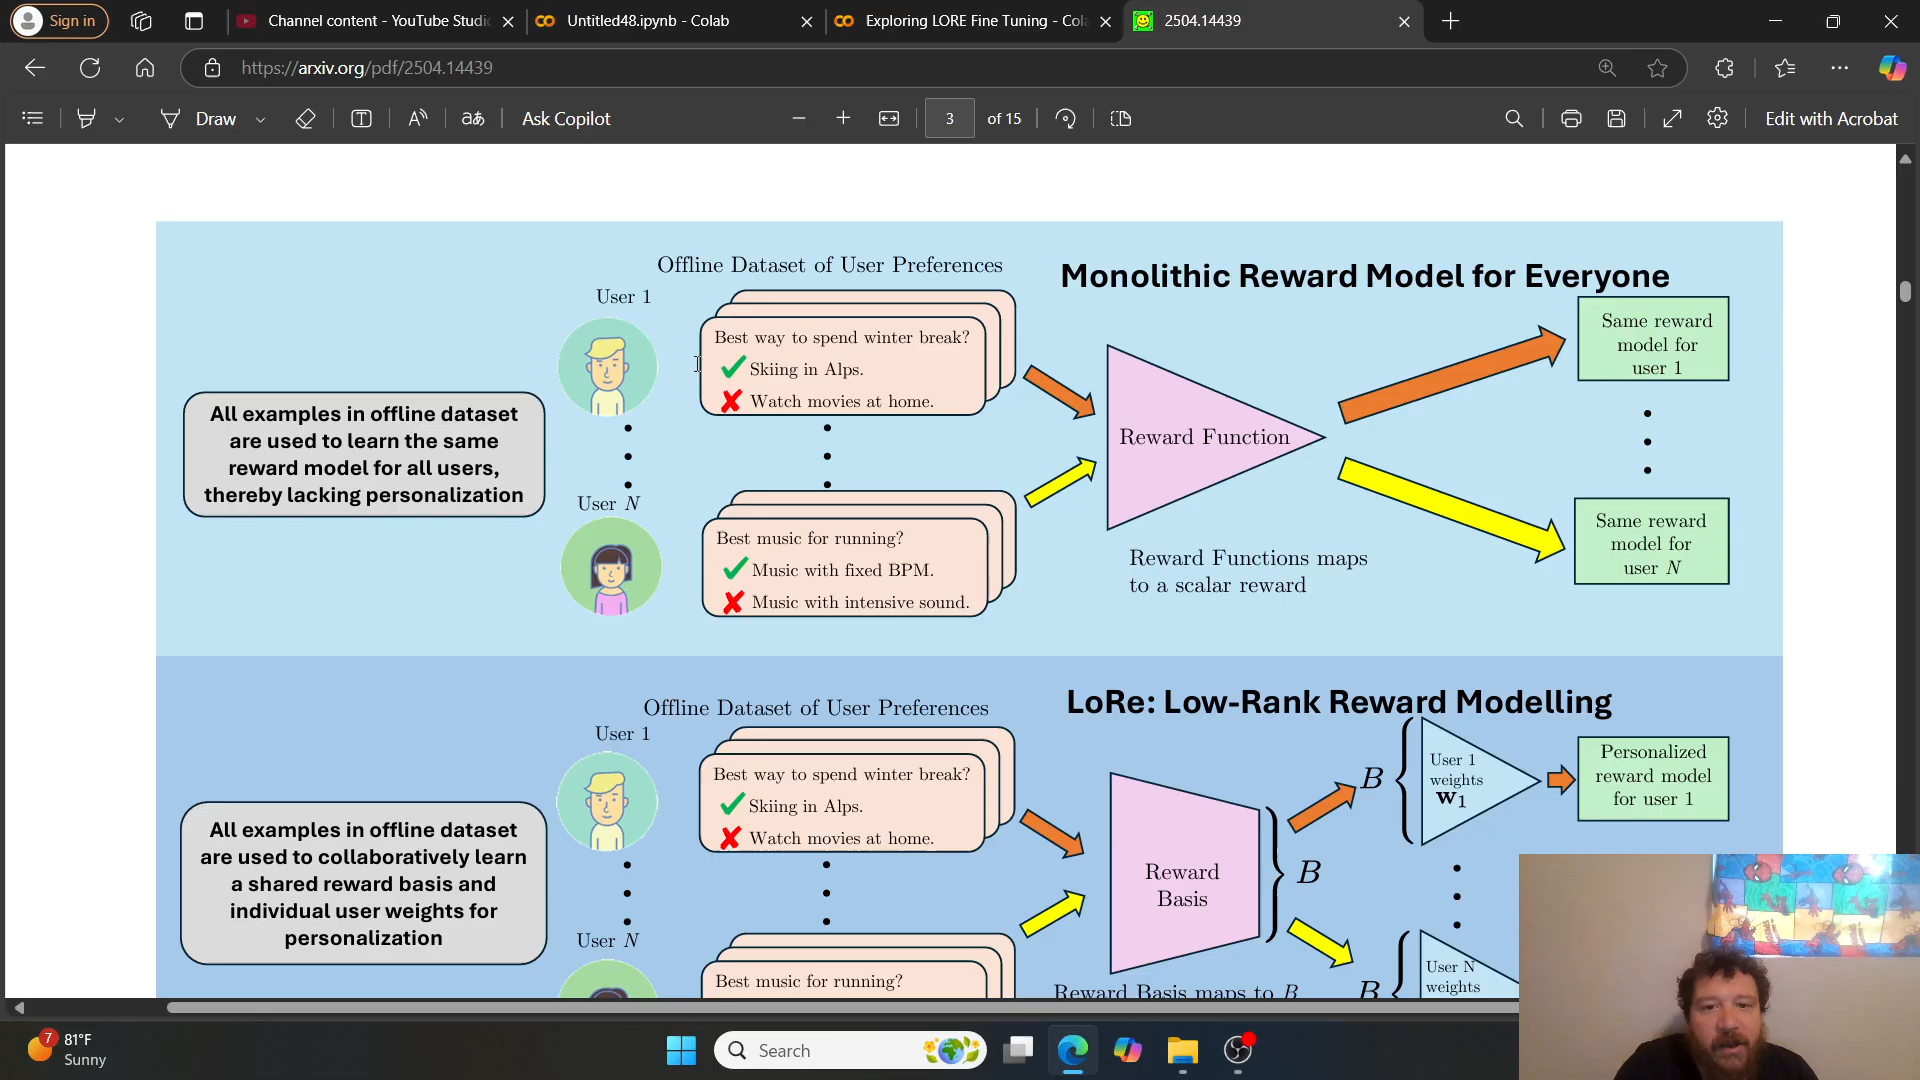 Sign in
Channel content - YouTube Studio
Untitled48.ipynb - Colab
Exploring LORE Fine Tuning - Cola
2504.14439
https://arxiv.org/pdf/2504.14439
Draw
Ask Copilot
3
of 15
Edit with Acrobat
Offline Dataset of User Preferences
Monolithic Reward Model for Everyone
User 1
Best way to spend winter break?
Skiing in Alps.
Watch movies at home.
All examples in offline dataset
are used to learn the same
reward model for all users,
thereby lacking personalization
User N
Best music for running?
Music with fixed BPM.
Music with intensive sound.
Reward Function
Reward Functions maps
to a scalar reward
Same reward
model for
user 1
Same reward
model for
user N
Offline Dataset of User Preferences
LoRe: Low-Rank Reward Modelling
User 1
Best way to spend winter break?
Skiing in Alps.
Watch movies at home.
All examples in offline dataset
are used to collaboratively learn
a shared reward basis and
individual user weights for
personalization
User N
Best music for running?
Reward
Basis
B
Reward Basis maps to B
B
User 1
weights
w1
Personalized
reward model
for user 1
B
User N
weights
7
81°F
Sunny
Search